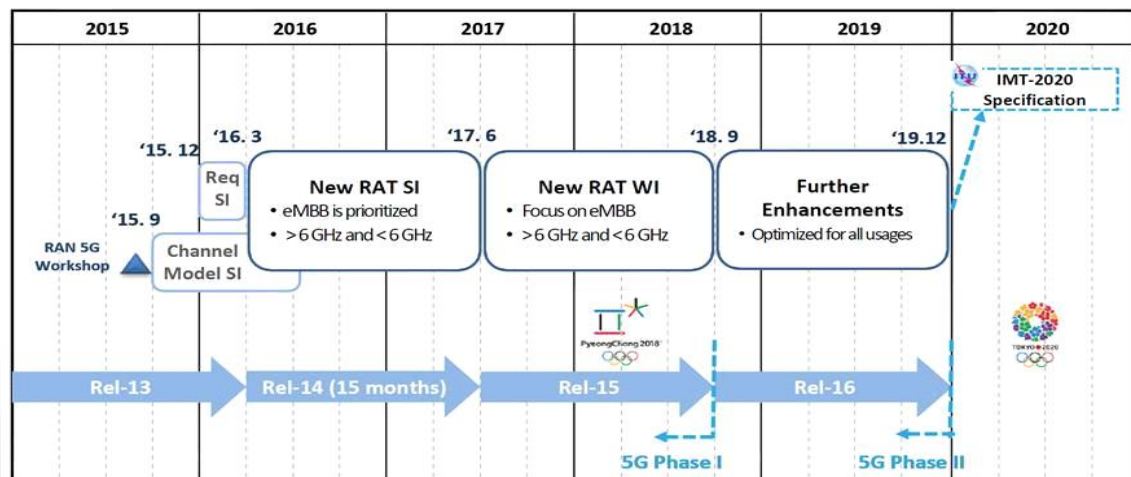 2015 2016 2017 2018 2019 2020
IMT-2020
Specification
‘15. 12 ‘16. 3 ‘17. 6 ‘18. 9 ‘19.12
Req
SI
New RAT SI
• eMBB is prioritized
• > 6 GHz and < 6 GHz
New RAT WI
• Focus on eMBB
• > 6 GHz and < 6 GHz
Further
Enhancements
• Optimized for all usages
‘15. 9
RAN 5G
Workshop
Channel
Model SI
PyeongChang 2018
TOKYO 2020
Rel-13 Rel-14 (15 months) Rel-15 Rel-16
5G Phase I 5G Phase II